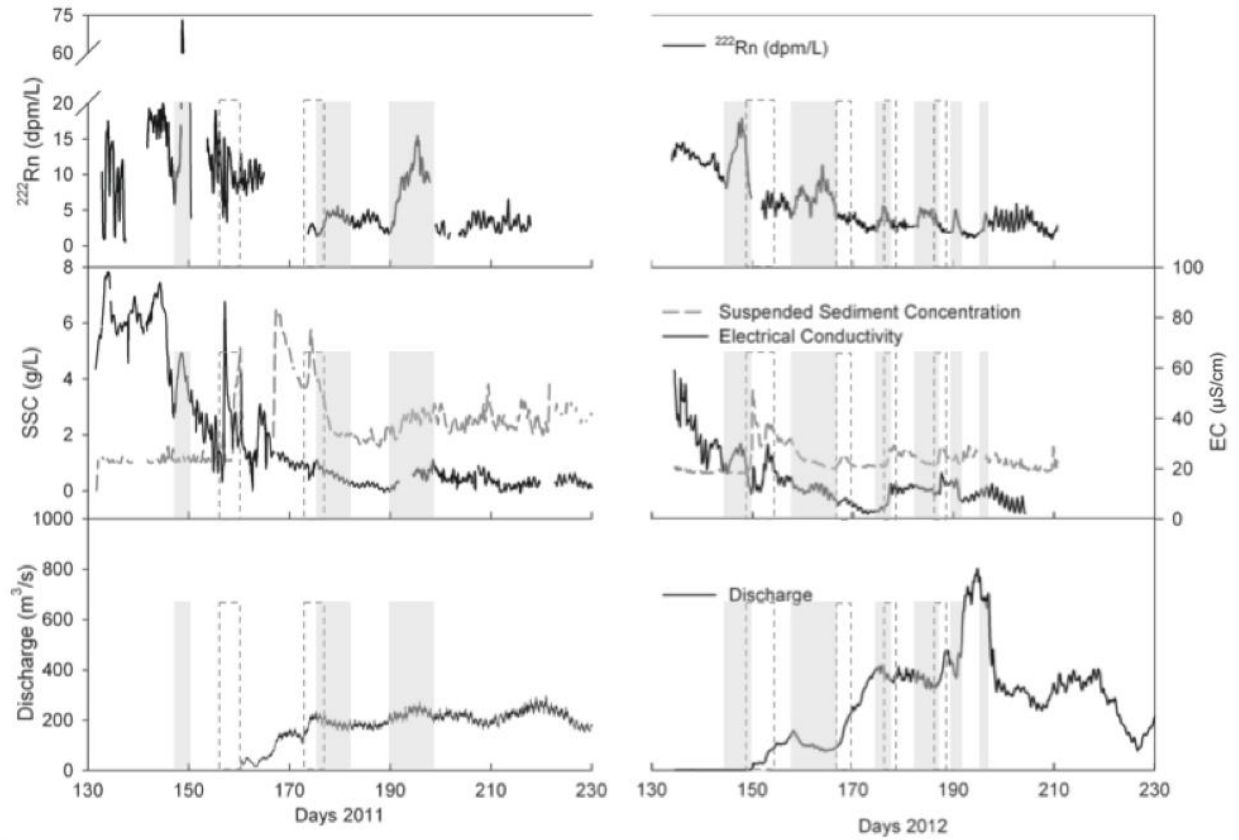 75
60
20
15
10
5
0
²²²Rn (dpm/L)
²²²Rn (dpm/L)
8
6
4
2
0
SSC (g/L)
Suspended Sediment Concentration
Electrical Conductivity
100
80
60
40
20
0
EC (µS/cm)
1000
800
600
400
200
0
Discharge (m³/s)
Discharge
130 150 170 190 210 230
Days 2011
130 150 170 190 210 230
Days 2012